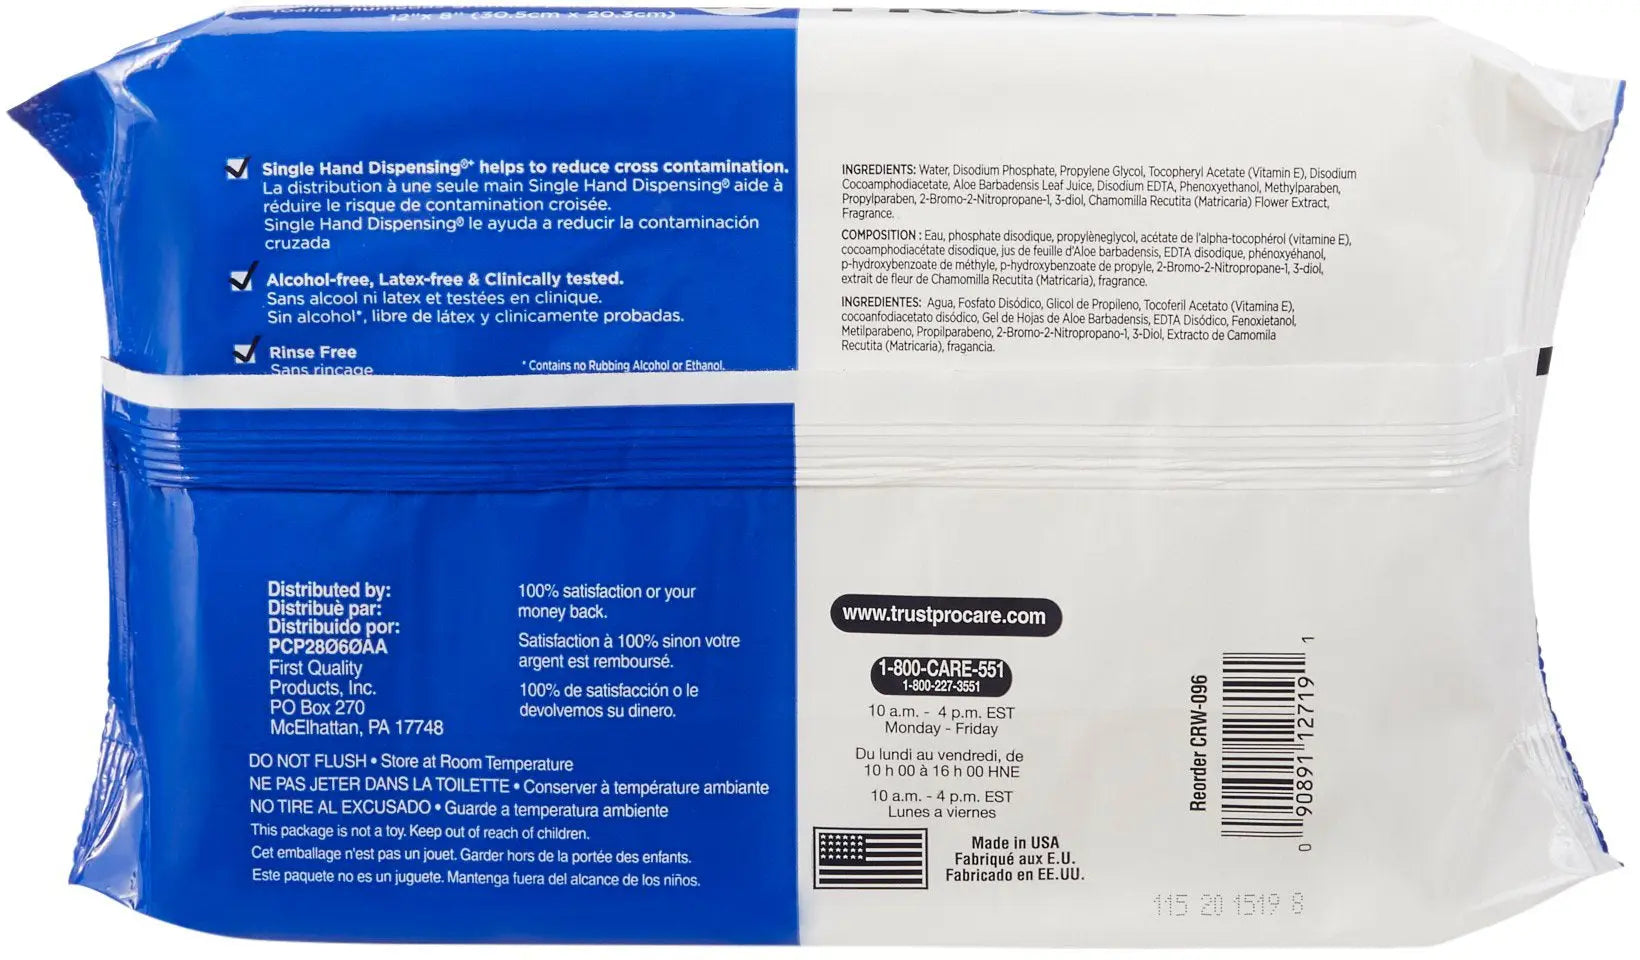 12"x 8" (30.5cm x 20.3cm)
Single Hand Dispensing®* helps to reduce cross contamination.
La distribution à une seule main Single Hand Dispensing® aide à
réduire le risque de contamination croisée.
Single Hand Dispensing® le ayuda a reducir la contaminación
cruzada
Alcohol-free, Latex-free & Clinically tested.
Sans alcool ni latex et testées en clinique.
Sin alcohol*, libre de látex y clinicamente probadas.
Rinse Free
Sans rinçage
* Contains no Rubbing Alcohol or Ethanol.
INGREDIENTS: Water, Disodium Phosphate, Propylene Glycol, Tocopheryl Acetate (Vitamin E), Disodium
Cocoamphodiacetate, Aloe Barbadensis Leaf Juice, Disodium EDTA, Phenoxyethanol, Methylparaben,
Propylparaben, 2-Bromo-2-Nitropropane-1, 3-diol, Chamomilla Recutita (Matricaria) Flower Extract,
Fragrance.
COMPOSITION : Eau, phosphate disodique, propylèneglycol, acétate de l'alpha-tocophérol (vitamine E),
cocoamphodiacétate disodique, jus de feuille d'Aloe barbadensis, EDTA disodique, phénoxyéhanol,
p-hydroxybenzoate de méthyle, p-hydroxybenzoate de propyle, 2-Bromo-2-Nitropropane-1, 3-diol,
extrait de fleur de Chamomilla Recutita (Matricaria), fragrance.
INGREDIENTES: Agua, Fosfato Disódico, Glicol de Propileno, Tocoferil Acetato (Vitamina E),
cocoanfodiacetato disódico, Gel de Hojas de Aloe Barbadensis, EDTA Disódico, Fenoxietanol,
Metilparabeno, Propilparabeno, 2-Bromo-2-Nitropropano-1, 3-Diol, Extracto de Camomila
Recutita (Matricaria), fragancia.
Distributed by:
Distribuè par:
Distribuido por:
PCP28Ø6ØAA
First Quality
Products, Inc.
PO Box 270
McElhattan, PA 17748
100% satisfaction or your
money back.
Satisfaction à 100% sinon votre
argent est remboursé.
100% de satisfacción o le
devolvemos su dinero.
DO NOT FLUSH • Store at Room Temperature
NE PAS JETER DANS LA TOILETTE • Conserver à température ambiante
NO TIRE AL EXCUSADO • Guarde a temperatura ambiente
This package is not a toy. Keep out of reach of children.
Cet emballage n'est pas un jouet. Garder hors de la portée des enfants.
Este paquete no es un juguete. Mantenga fuera del alcance de los niños.
www.trustprocare.com
1-800-CARE-551
1-800-227-3551
10 a.m. - 4 p.m. EST
Monday - Friday
Du lundi au vendredi, de
10 h 00 à 16 h 00 HNE
10 a.m. - 4 p.m. EST
Lunes a viernes
Made in USA
Fabriqué aux E.U.
Fabricado en EE.UU.
Reorder CRW-096
0 90891 12719 1
115 20 1519 8